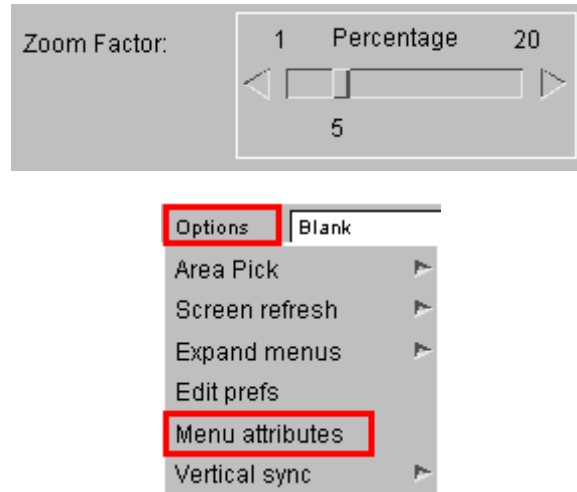 Zoom Factor: 1 Percentage 20
5
Options Blank
Area Pick
Screen refresh
Expand menus
Edit prefs
Menu attributes
Vertical sync